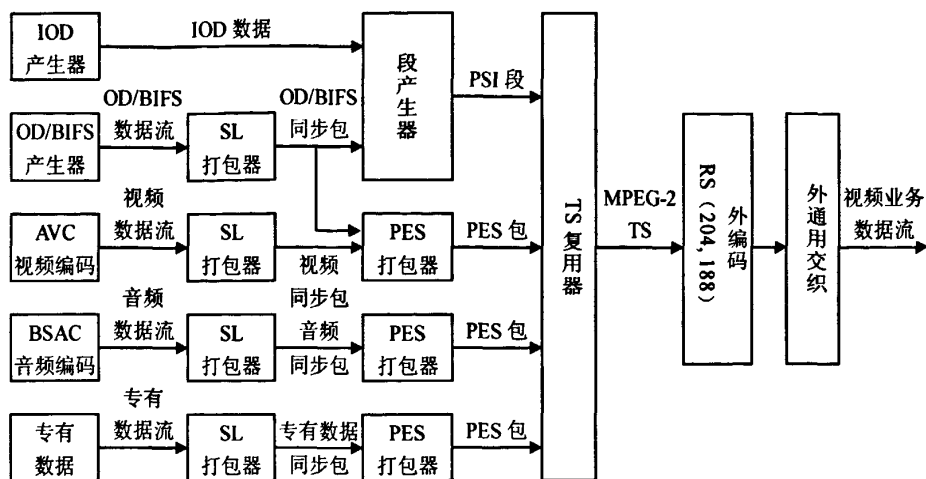 IOD
产生器
IOD 数据
段产生器
PSI 段
OD/BIFS
产生器
OD/BIFS
数据流
SL
打包器
OD/BIFS
同步包
AVC
视频编码
视频
数据流
SL
打包器
视频
同步包
PES
打包器
PES 包
BSAC
音频编码
音频
数据流
SL
打包器
音频
同步包
PES
打包器
PES 包
专有
数据
专有
数据流
SL
打包器
专有数据
同步包
PES
打包器
PES 包
TS复用器
MPEG-2
TS
外编码
RS（204, 188）
外通用交织
视频业务
数据流